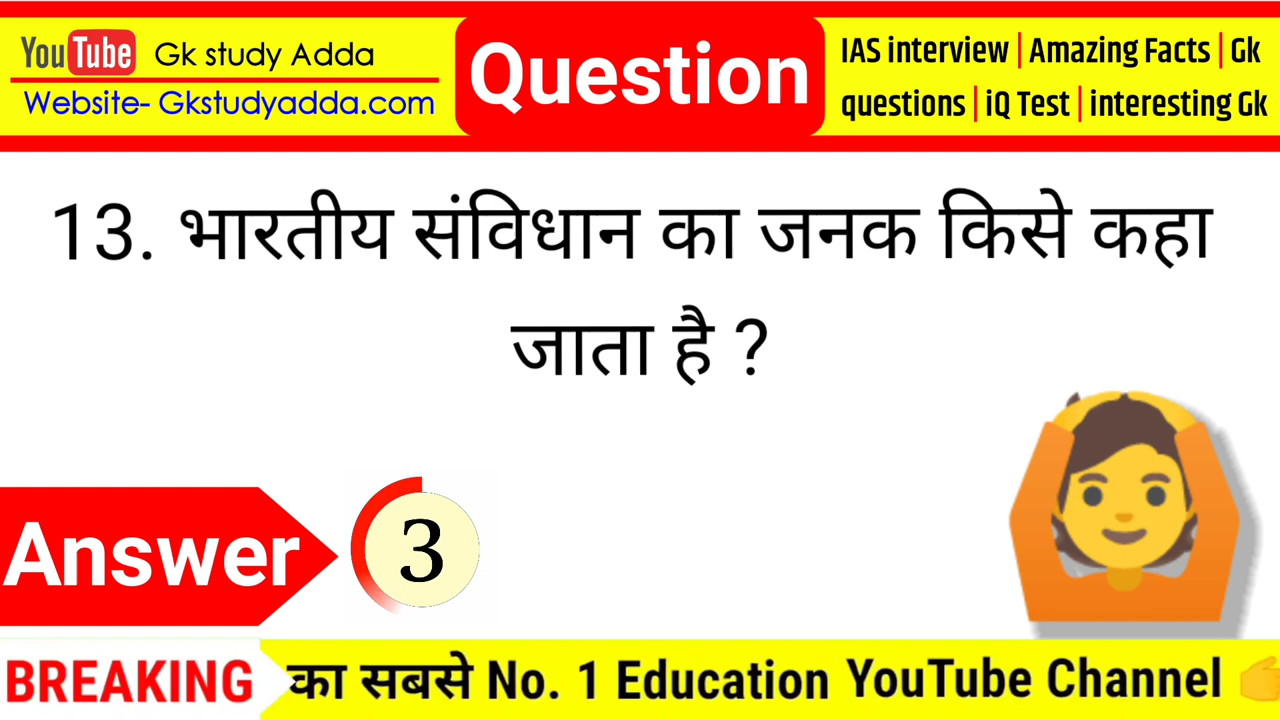 YouTube Gk study Adda
Website- Gkstudyadda.com
Question
IAS interview | Amazing Facts | Gk
questions | iQ Test | interesting Gk
13. भारतीय संविधान का जनक किसे कहा
जाता है ?
Answer
3
BREAKING
का सबसे No. 1 Education YouTube Channel